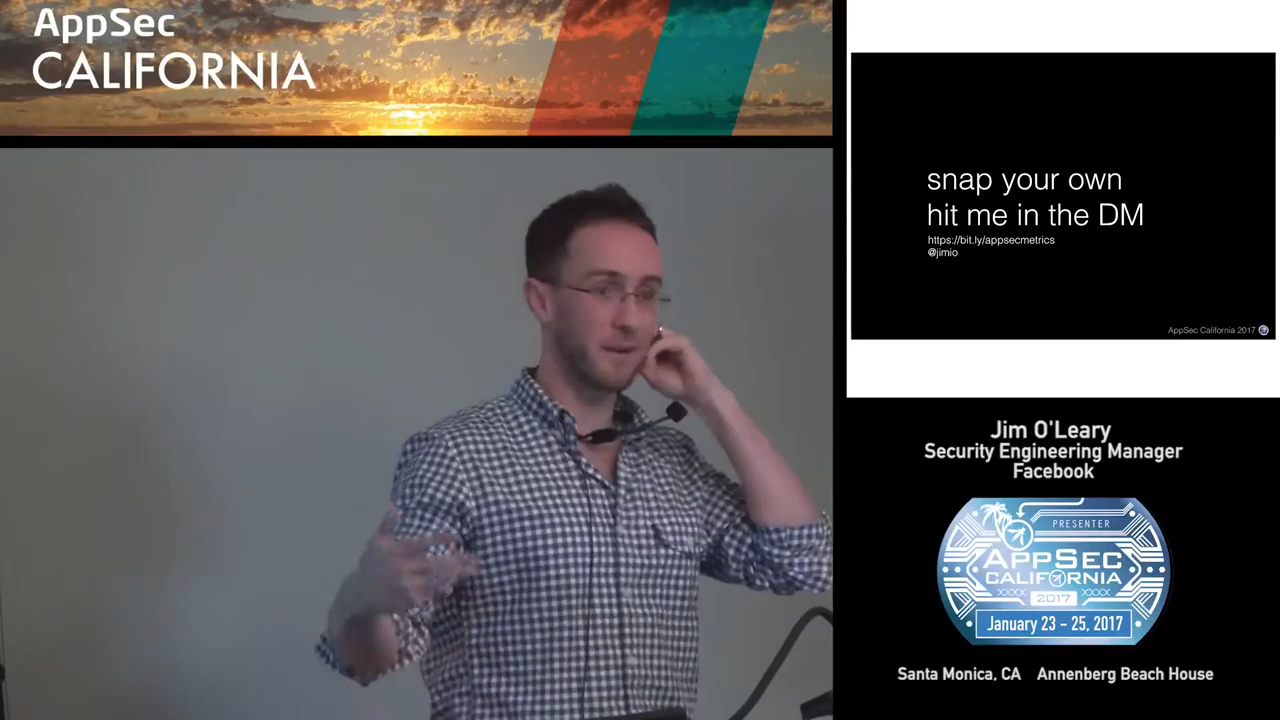 AppSec
CALIFORNIA
snap your own
hit me in the DM
https://bit.ly/appsecmetrics
@jimio
AppSec California 2017
Jim O'Leary
Security Engineering Manager
Facebook
PRESENTER
APPSEC
CALIFORNIA
XXXX 2017 XXXX
January 23 - 25, 2017
Santa Monica, CA Annenberg Beach House